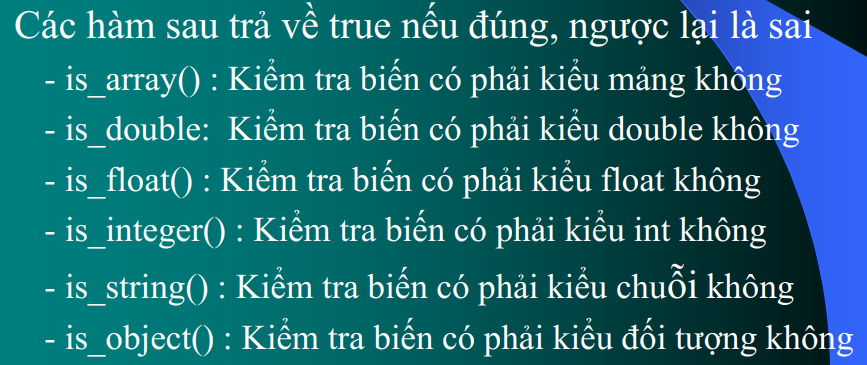 Các hàm sau trả về true nếu đúng, ngược lại là sai
- is_array() : Kiểm tra biến có phải kiểu mảng không
- is_double: Kiểm tra biến có phải kiểu double không
- is_float() : Kiểm tra biến có phải kiểu float không
- is_integer() : Kiểm tra biến có phải kiểu int không
- is_string() : Kiểm tra biến có phải kiểu chuỗi không
- is_object() : Kiểm tra biến có phải kiểu đối tượng không